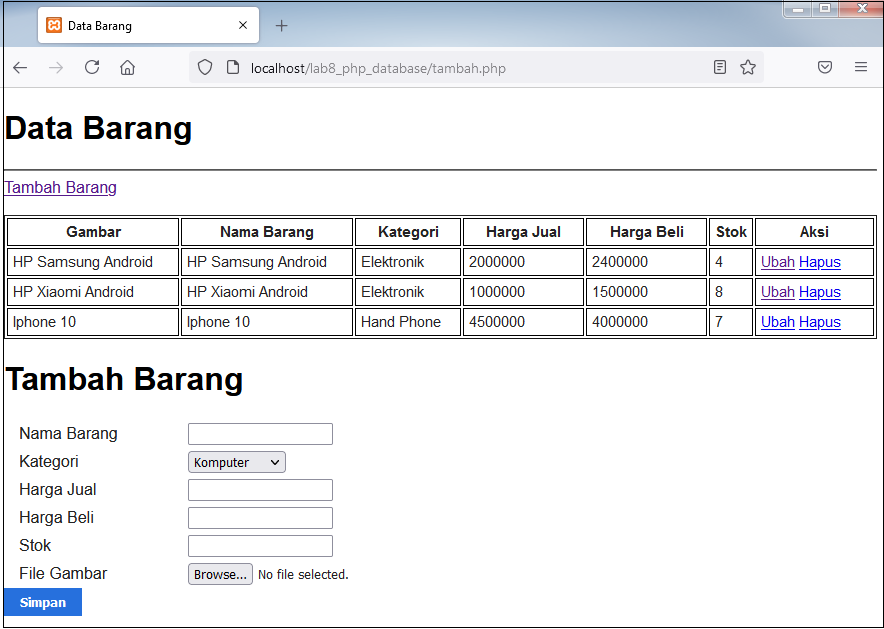 Data Barang
localhost/lab8_php_database/tambah.php
Data Barang
Tambah Barang
Gambar Nama Barang Kategori Harga Jual Harga Beli Stok Aksi
HP Samsung Android HP Samsung Android Elektronik 2000000 2400000 4 Ubah Hapus
HP Xiaomi Android HP Xiaomi Android Elektronik 1000000 1500000 8 Ubah Hapus
Iphone 10 Iphone 10 Hand Phone 4500000 4000000 7 Ubah Hapus
Tambah Barang
Nama Barang
Kategori Komputer
Harga Jual
Harga Beli
Stok
File Gambar Browse... No file selected.
Simpan